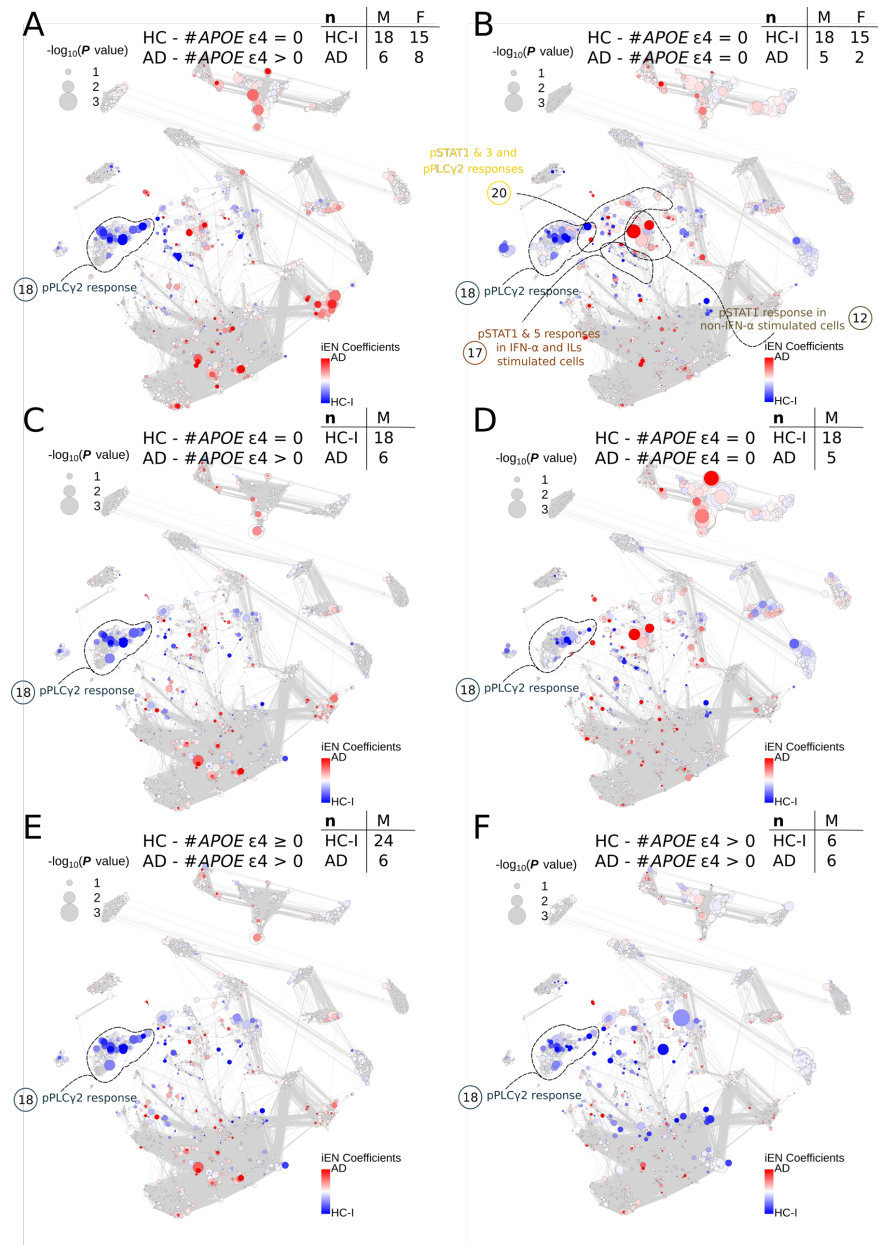 A
HC - #APOE ε4 = 0
AD - #APOE ε4 > 0
n M F
HC-I 18 15
AD 6 8
-log10(P value)
1
2
3
18 pPLCγ2 response
iEN Coefficients
AD
HC-I
B
HC - #APOE ε4 = 0
AD - #APOE ε4 = 0
n M F
HC-I 18 15
AD 5 2
-log10(P value)
1
2
3
pSTAT1 & 3 and
pPLCγ2 responses
20
18 pPLCγ2 response
pSTAT1 & 5 responses
in IFN-α and ILs
stimulated cells
17
pSTAT1 response in
non-IFN-α stimulated cells
12
iEN Coefficients
AD
HC-I
C
HC - #APOE ε4 = 0
AD - #APOE ε4 > 0
n M
HC-I 18
AD 6
-log10(P value)
1
2
3
18 pPLCγ2 response
iEN Coefficients
AD
HC-I
D
HC - #APOE ε4 = 0
AD - #APOE ε4 = 0
n M
HC-I 18
AD 5
-log10(P value)
1
2
3
18 pPLCγ2 response
iEN Coefficients
AD
HC-I
E
HC - #APOE ε4 ≥ 0
AD - #APOE ε4 > 0
n M
HC-I 24
AD 6
-log10(P value)
1
2
3
18 pPLCγ2 response
iEN Coefficients
AD
HC-I
F
HC - #APOE ε4 > 0
AD - #APOE ε4 > 0
n M
HC-I 6
AD 6
-log10(P value)
1
2
3
18 pPLCγ2 response
iEN Coefficients
AD
HC-I